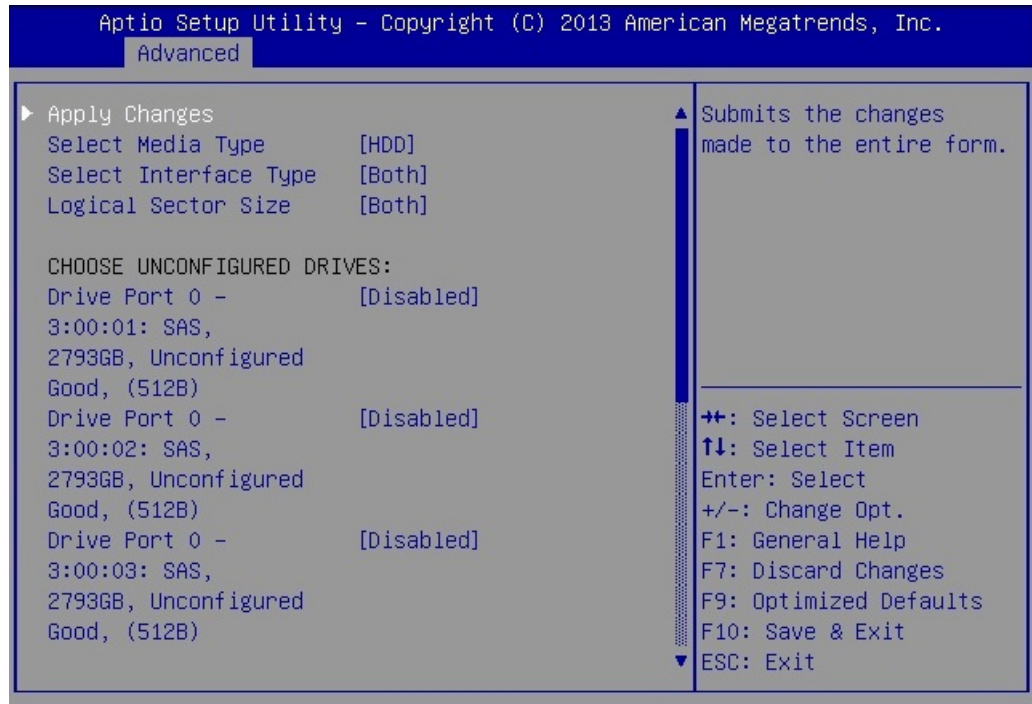 Aptio Setup Utility – Copyright (C) 2013 American Megatrends, Inc.
Advanced
Apply Changes
Select Media Type [HDD]
Select Interface Type [Both]
Logical Sector Size [Both]
CHOOSE UNCONFIGURED DRIVES:
Drive Port 0 – [Disabled]
3:00:01: SAS,
2793GB, Unconfigured
Good, (512B)
Drive Port 0 – [Disabled]
3:00:02: SAS,
2793GB, Unconfigured
Good, (512B)
Drive Port 0 – [Disabled]
3:00:03: SAS,
2793GB, Unconfigured
Good, (512B)
Submits the changes
made to the entire form.
→←: Select Screen
↑↓: Select Item
Enter: Select
+/-: Change Opt.
F1: General Help
F7: Discard Changes
F9: Optimized Defaults
F10: Save & Exit
ESC: Exit